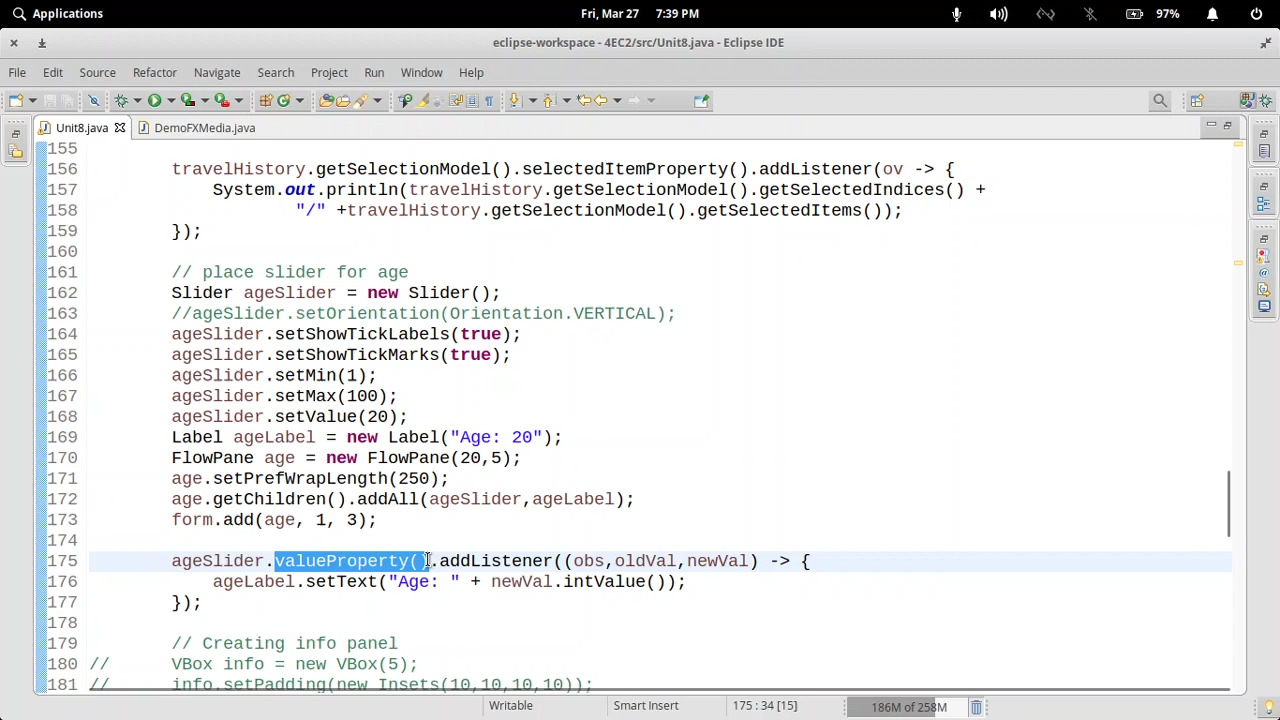 Applications
Fri, Mar 27 7:39 PM
97%
eclipse-workspace - 4EC2/src/Unit8.java - Eclipse IDE
File Edit Source Refactor Navigate Search Project Run Window Help
Unit8.java DemoFXMedia.java
155
156 travelHistory.getSelectionModel().selectedItemProperty().addListener(ov -> {
157 System.out.println(travelHistory.getSelectionModel().getSelectedIndices() +
158 "/" +travelHistory.getSelectionModel().getSelectedItems());
159 });
160
161 // place slider for age
162 Slider ageSlider = new Slider();
163 //ageSlider.setOrientation(Orientation.VERTICAL);
164 ageSlider.setShowTickLabels(true);
165 ageSlider.setShowTickMarks(true);
166 ageSlider.setMin(1);
167 ageSlider.setMax(100);
168 ageSlider.setValue(20);
169 Label ageLabel = new Label("Age: 20");
170 FlowPane age = new FlowPane(20,5);
171 age.setPrefWrapLength(250);
172 age.getChildren().addAll(ageSlider,ageLabel);
173 form.add(age, 1, 3);
174
175 ageSlider.valueProperty().addListener((obs,oldVal,newVal) -> {
176 ageLabel.setText("Age: " + newVal.intValue());
177 });
178
179 // Creating info panel
180 // VBox info = new VBox(5);
181 // info.setPadding(new Insets(10,10,10,10));
Writable Smart Insert 175 : 34 [15] 186M of 258M